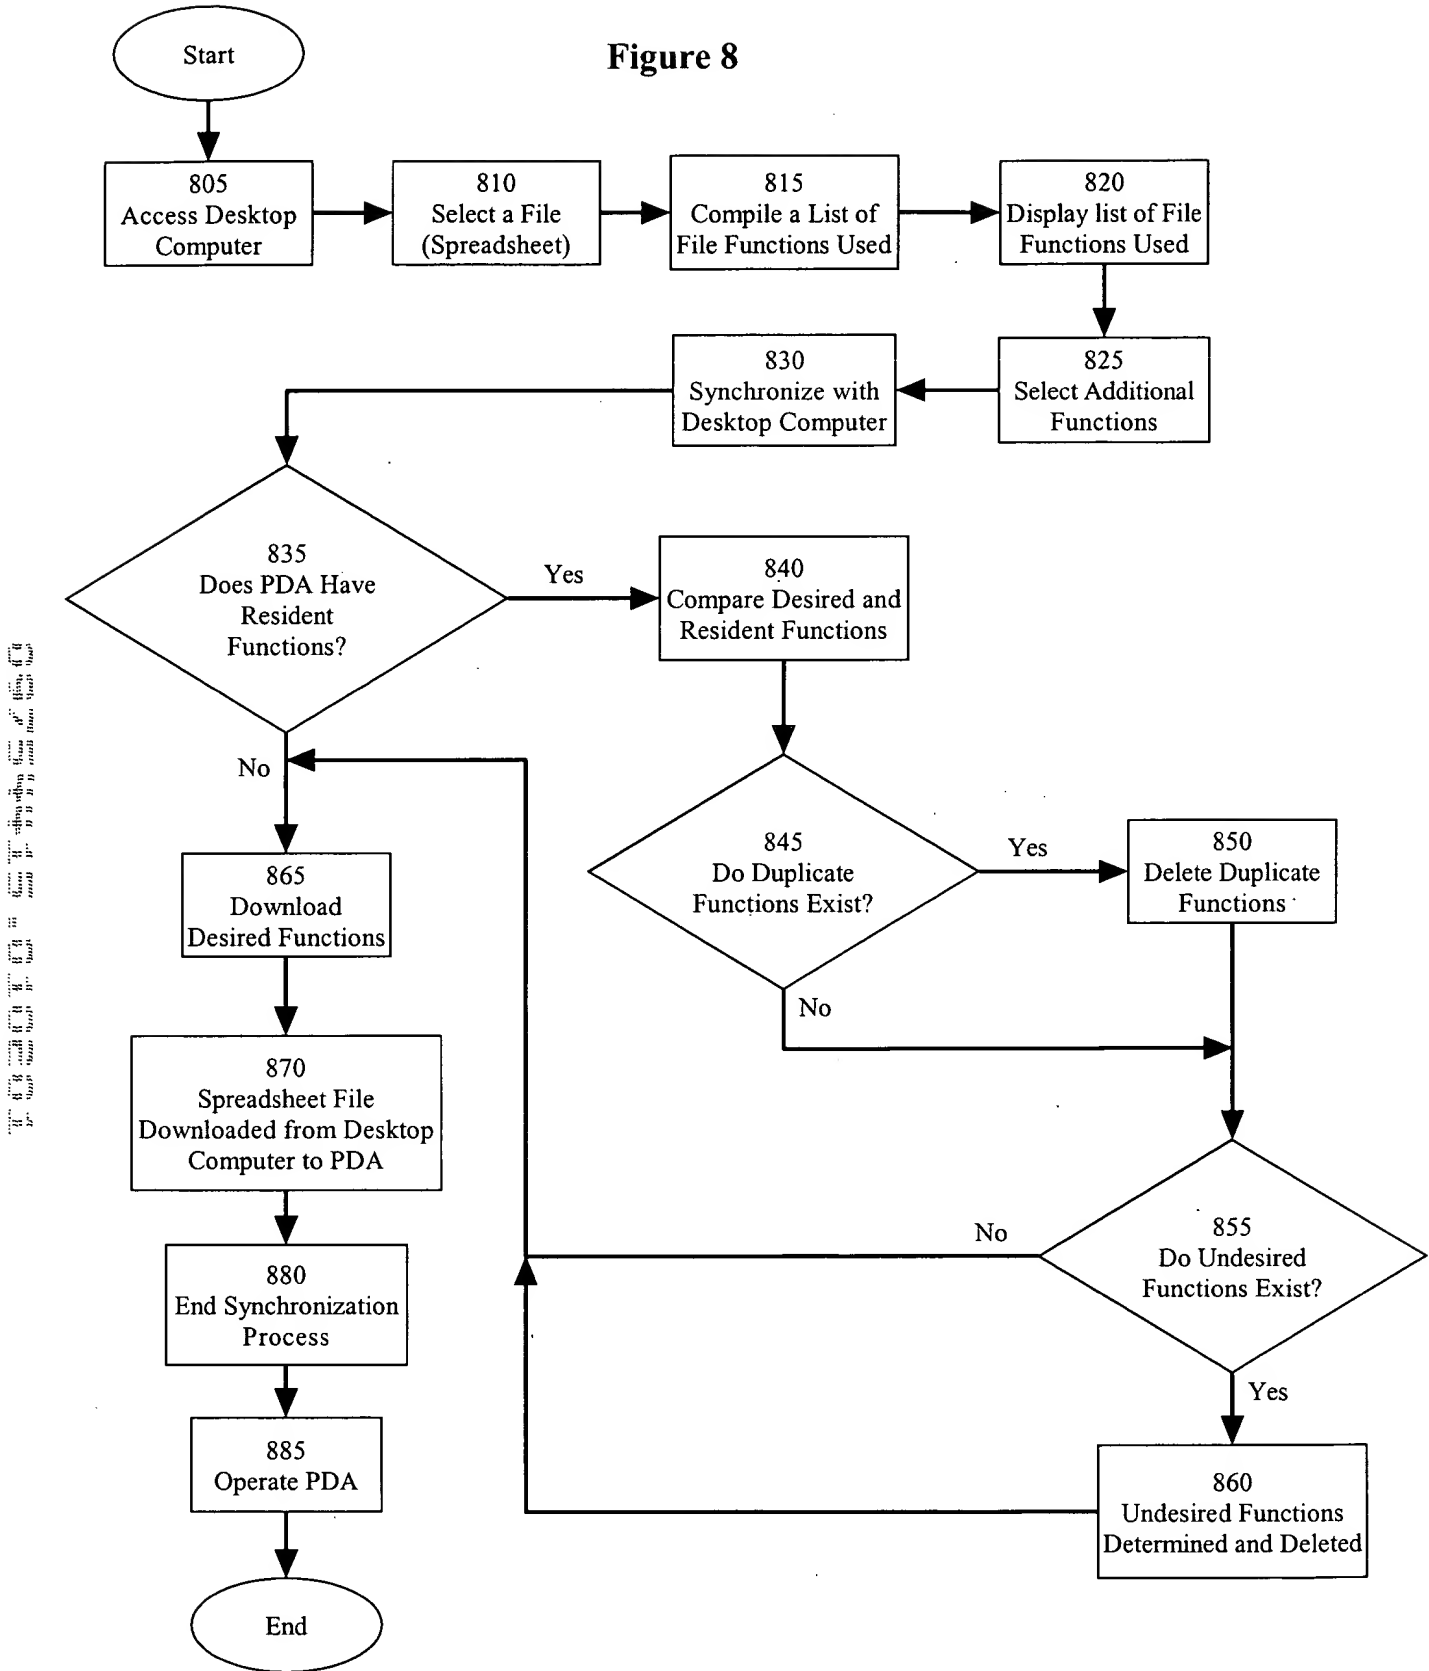 Figure 8
Start
805
Access Desktop
Computer
810
Select a File
(Spreadsheet)
815
Compile a List of
File Functions Used
820
Display list of File
Functions Used
825
Select Additional
Functions
830
Synchronize with
Desktop Computer
835
Does PDA Have
Resident
Functions?
Yes
No
840
Compare Desired and
Resident Functions
845
Do Duplicate
Functions Exist?
Yes
No
850
Delete Duplicate
Functions
855
Do Undesired
Functions Exist?
No
Yes
860
Undesired Functions
Determined and Deleted
865
Download
Desired Functions
870
Spreadsheet File
Downloaded from Desktop
Computer to PDA
880
End Synchronization
Process
885
Operate PDA
End